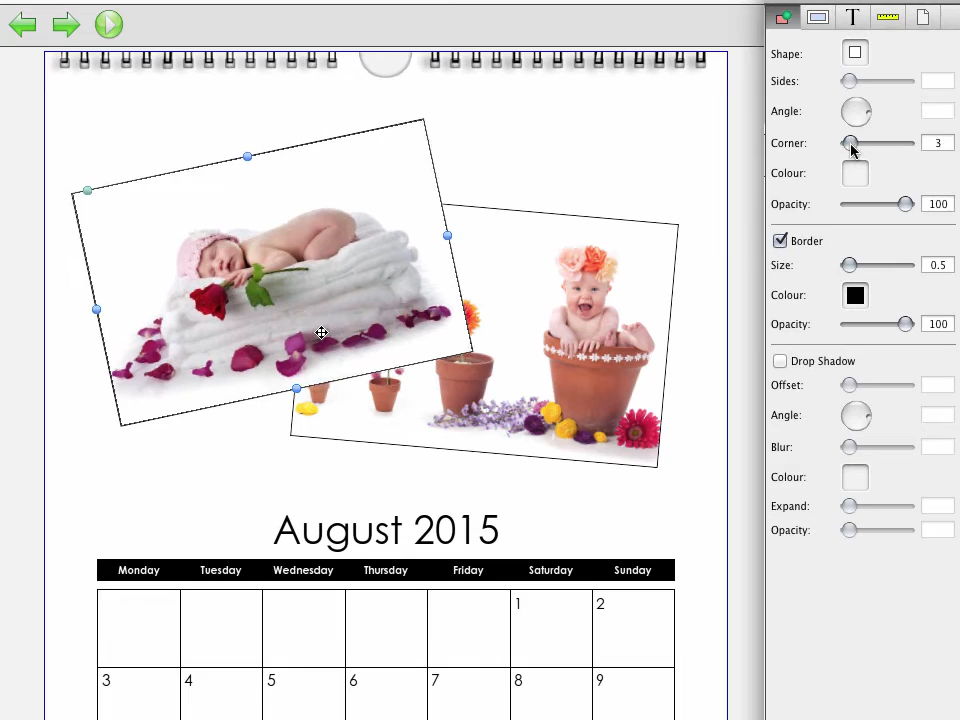 T
Shape:
Sides:
Angle:
Corner: 3
Colour:
Opacity: 100
Border
Size: 0.5
Colour:
Opacity: 100
Drop Shadow
Offset:
Angle:
Blur:
Colour:
Expand:
Opacity:
August 2015
Monday Tuesday Wednesday Thursday Friday Saturday Sunday
1 2
3 4 5 6 7 8 9